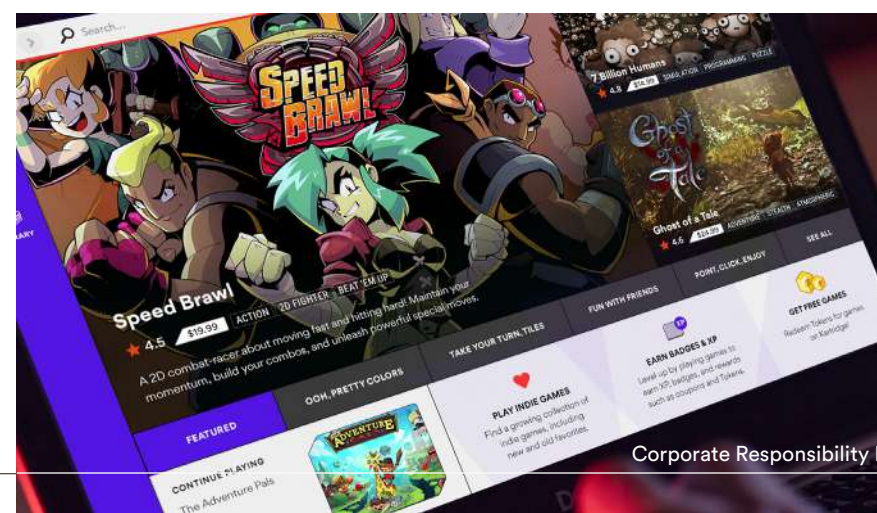 Search...
SPEED
BRAWL
7 Billion Humans
4.8 $14.99 SIMULATION PROGRAMMING PUZZLE
Ghost
of a
Tale
Ghost of a Tale
4.6 $24.99 ADVENTURE STEALTH ATMOSPHERIC
Speed Brawl
4.5 $19.99 ACTION 2D FIGHTER BEAT 'EM UP
A 2D combat-racer about moving fast and hitting hard! Maintain your
momentum, build your combos, and unleash powerful special moves.
FEATURED
OOH, PRETTY COLORS
TAKE YOUR TURN, TILES
FUN WITH FRIENDS
POINT, CLICK, ENJOY
SEE ALL
CONTINUE PLAYING
The Adventure Pals
ADVENTURE
PLAY INDIE GAMES
Find a growing collection of
indie games, including
new and old favorites.
XP
EARN BADGES & XP
Level up by playing games to
earn XP, badges, and rewards
such as coupons and Tokens.
GET FREE GAMES
Redeem Tokens for games
on Kartridge!
Corporate Responsibility